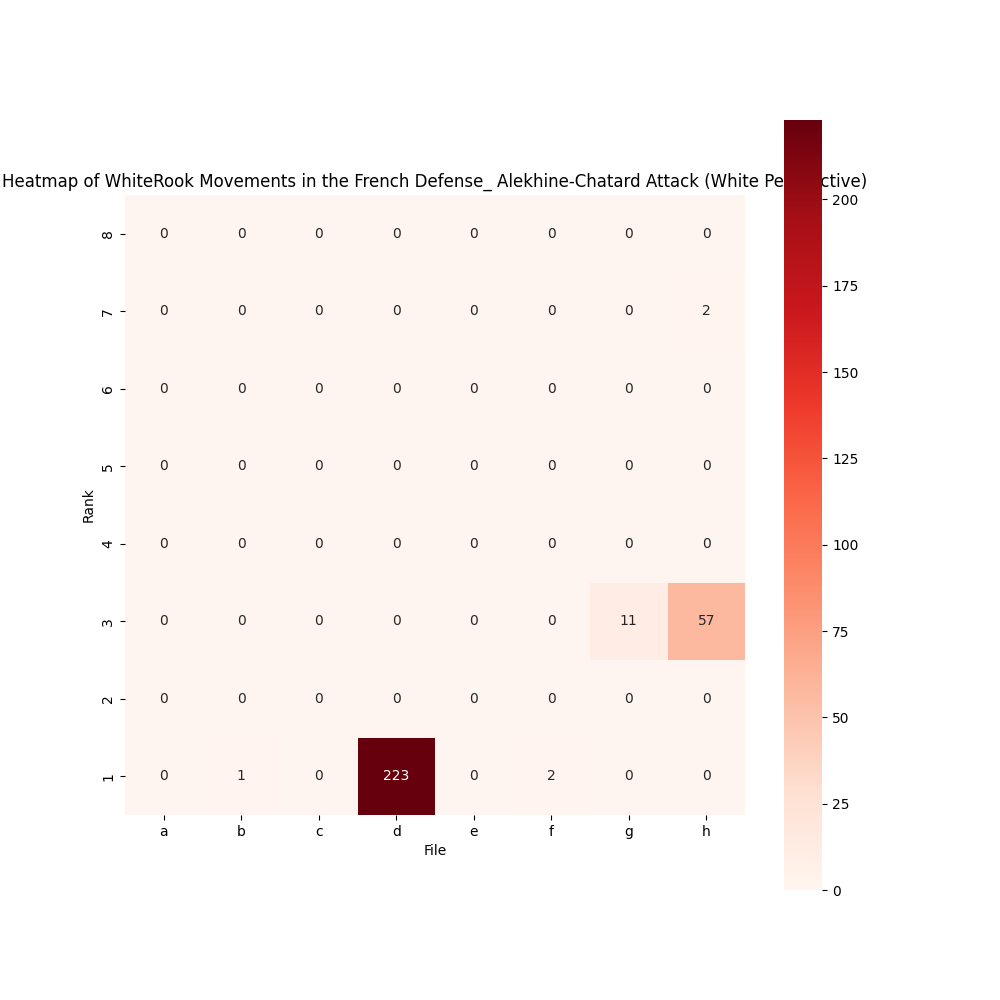 Heatmap of WhiteRook Movements in the French Defense_ Alekhine-Chatard Attack (White Pe ctive)
8 0 0 0 0 0 0 0 0
7 0 0 0 0 0 0 0 2
6 0 0 0 0 0 0 0 0
5 0 0 0 0 0 0 0 0
4 0 0 0 0 0 0 0 0
3 0 0 0 0 0 0 11 57
2 0 0 0 0 0 0 0 0
1 0 1 0 223 0 2 0 0
a b c d e f g h
File
Rank
200
175
150
125
100
75
50
25
0